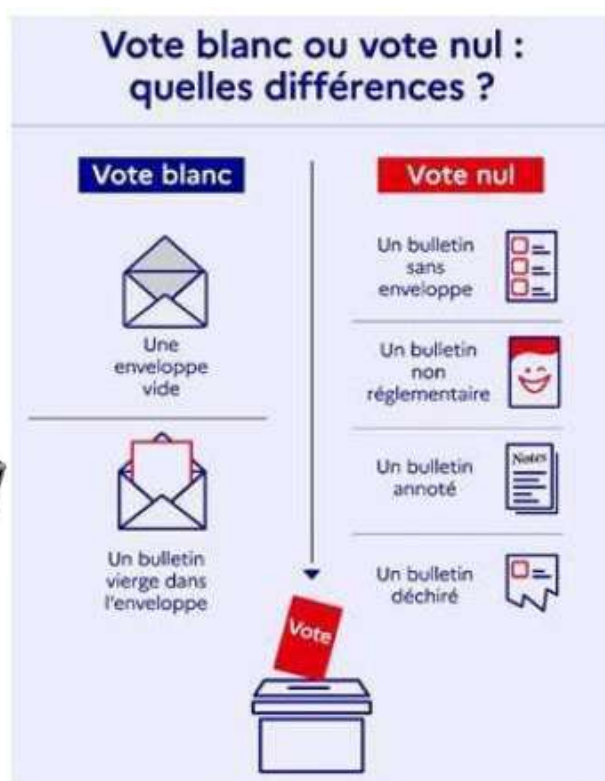 Vote blanc ou vote nul :
quelles différences ?
Vote blanc
Une
enveloppe
vide
Un bulletin
vierge dans
l'enveloppe
Vote nul
Un bulletin
sans
enveloppe
Un bulletin
non
réglementaire
Un bulletin
annoté
Notes
Un bulletin
déchiré
Vote